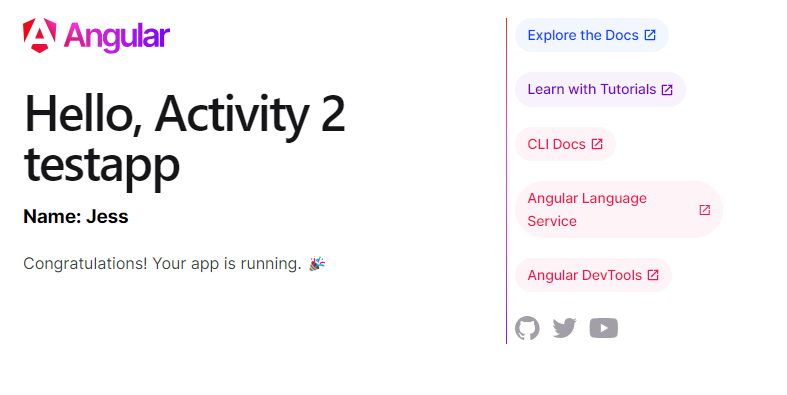 Angular
Hello, Activity 2
testapp
Name: Jess
Congratulations! Your app is running. 🎉
Explore the Docs
Learn with Tutorials
CLI Docs
Angular Language
Service
Angular DevTools